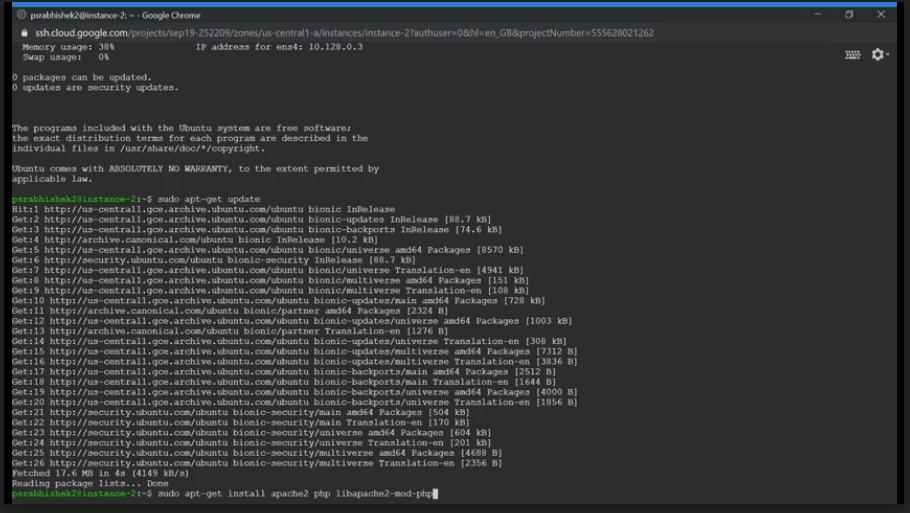 psrabhishek2@instance-2: ~ - Google Chrome
ssh.cloud.google.com/projects/sep19-252209/zones/us-central1-a/instances/instance-2?authuser=0&hl=en_GB&projectNumber=555628021262
Memory usage: 38% IP address for ens4: 10.128.0.3
Swap usage: 0%
0 packages can be updated.
0 updates are security updates.
The programs included with the Ubuntu system are free software;
the exact distribution terms for each program are described in the
individual files in /usr/share/doc/*/copyright.
Ubuntu comes with ABSOLUTELY NO WARRANTY, to the extent permitted by
applicable law.
psrabhishek2@instance-2:~$ sudo apt-get update
Hit:1 http://us-central1.gce.archive.ubuntu.com/ubuntu bionic InRelease
Get:2 http://us-central1.gce.archive.ubuntu.com/ubuntu bionic-updates InRelease [88.7 kB]
Get:3 http://us-central1.gce.archive.ubuntu.com/ubuntu bionic-backports InRelease [74.6 kB]
Get:4 http://archive.canonical.com/ubuntu bionic InRelease [10.2 kB]
Get:5 http://us-central1.gce.archive.ubuntu.com/ubuntu bionic/universe amd64 Packages [8570 kB]
Get:6 http://security.ubuntu.com/ubuntu bionic-security InRelease [88.7 kB]
Get:7 http://us-central1.gce.archive.ubuntu.com/ubuntu bionic/universe Translation-en [4941 kB]
Get:8 http://us-central1.gce.archive.ubuntu.com/ubuntu bionic/multiverse amd64 Packages [151 kB]
Get:9 http://us-central1.gce.archive.ubuntu.com/ubuntu bionic/multiverse Translation-en [108 kB]
Get:10 http://us-central1.gce.archive.ubuntu.com/ubuntu bionic-updates/main amd64 Packages [728 kB]
Get:11 http://archive.canonical.com/ubuntu bionic/partner amd64 Packages [2324 B]
Get:12 http://us-central1.gce.archive.ubuntu.com/ubuntu bionic-updates/universe amd64 Packages [1003 kB]
Get:13 http://archive.canonical.com/ubuntu bionic/partner Translation-en [1276 B]
Get:14 http://us-central1.gce.archive.ubuntu.com/ubuntu bionic-updates/universe Translation-en [308 kB]
Get:15 http://us-central1.gce.archive.ubuntu.com/ubuntu bionic-updates/multiverse amd64 Packages [7312 B]
Get:16 http://us-central1.gce.archive.ubuntu.com/ubuntu bionic-updates/multiverse Translation-en [3836 B]
Get:17 http://us-central1.gce.archive.ubuntu.com/ubuntu bionic-backports/main amd64 Packages [2512 B]
Get:18 http://us-central1.gce.archive.ubuntu.com/ubuntu bionic-backports/main Translation-en [1644 B]
Get:19 http://us-central1.gce.archive.ubuntu.com/ubuntu bionic-backports/universe amd64 Packages [4000 B]
Get:20 http://us-central1.gce.archive.ubuntu.com/ubuntu bionic-backports/universe Translation-en [1856 B]
Get:21 http://security.ubuntu.com/ubuntu bionic-security/main amd64 Packages [504 kB]
Get:22 http://security.ubuntu.com/ubuntu bionic-security/main Translation-en [170 kB]
Get:23 http://security.ubuntu.com/ubuntu bionic-security/universe amd64 Packages [604 kB]
Get:24 http://security.ubuntu.com/ubuntu bionic-security/universe Translation-en [201 kB]
Get:25 http://security.ubuntu.com/ubuntu bionic-security/multiverse amd64 Packages [4688 B]
Get:26 http://security.ubuntu.com/ubuntu bionic-security/multiverse Translation-en [2356 B]
Fetched 17.6 MB in 4s (4149 kB/s)
Reading package lists... Done
psrabhishek2@instance-2:~$ sudo apt-get install apache2 php libapache2-mod-php